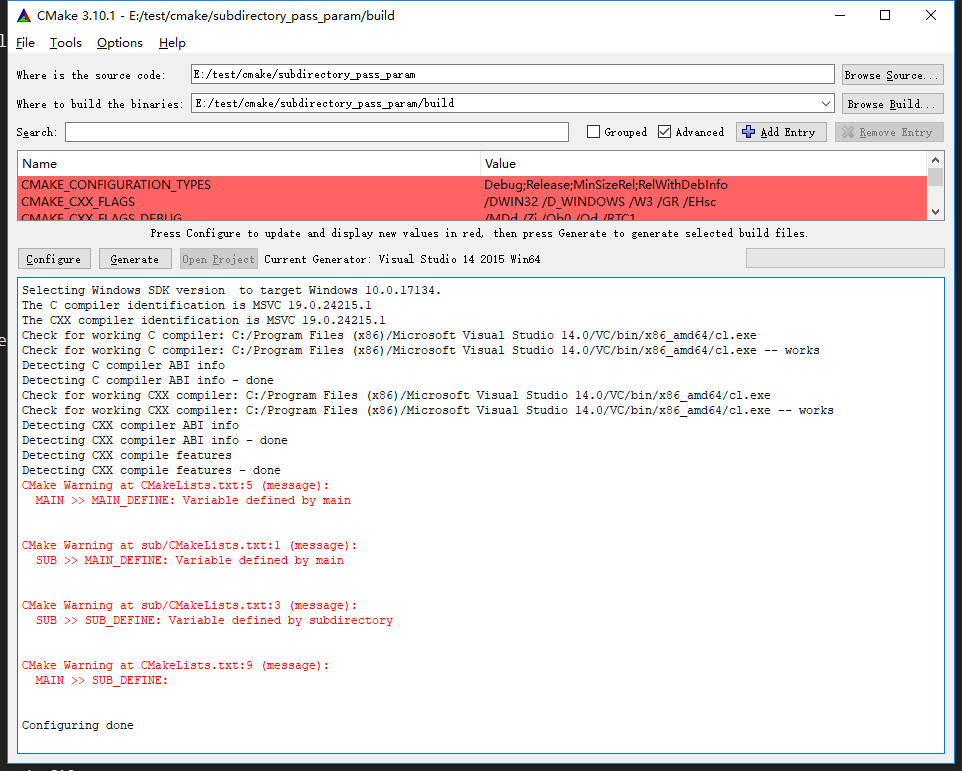 CMake 3.10.1 - E:/test/cmake/subdirectory_pass_param/build
File Tools Options Help
Where is the source code: E:/test/cmake/subdirectory_pass_param Browse Source...
Where to build the binaries: E:/test/cmake/subdirectory_pass_param/build Browse Build...
Search: Grouped Advanced Add Entry Remove Entry
Name Value
CMAKE_CONFIGURATION_TYPES Debug;Release;MinSizeRel;RelWithDebInfo
CMAKE_CXX_FLAGS /DWIN32 /D_WINDOWS /W3 /GR /EHsc
CMAKE_CXX_FLAGS_DEBUG /MDd /Zi /Ob0 /Od /RTC1
Press Configure to update and display new values in red, then press Generate to generate selected build files.
Configure Generate Open Project Current Generator: Visual Studio 14 2015 Win64
Selecting Windows SDK version  to target Windows 10.0.17134.
The C compiler identification is MSVC 19.0.24215.1
The CXX compiler identification is MSVC 19.0.24215.1
Check for working C compiler: C:/Program Files (x86)/Microsoft Visual Studio 14.0/VC/bin/x86_amd64/cl.exe
Check for working C compiler: C:/Program Files (x86)/Microsoft Visual Studio 14.0/VC/bin/x86_amd64/cl.exe -- works
Detecting C compiler ABI info
Detecting C compiler ABI info - done
Check for working CXX compiler: C:/Program Files (x86)/Microsoft Visual Studio 14.0/VC/bin/x86_amd64/cl.exe
Check for working CXX compiler: C:/Program Files (x86)/Microsoft Visual Studio 14.0/VC/bin/x86_amd64/cl.exe -- works
Detecting CXX compiler ABI info
Detecting CXX compiler ABI info - done
Detecting CXX compile features
Detecting CXX compile features - done
CMake Warning at CMakeLists.txt:5 (message):
MAIN >> MAIN_DEFINE: Variable defined by main
CMake Warning at sub/CMakeLists.txt:1 (message):
SUB >> MAIN_DEFINE: Variable defined by main
CMake Warning at sub/CMakeLists.txt:3 (message):
SUB >> SUB_DEFINE: Variable defined by subdirectory
CMake Warning at CMakeLists.txt:9 (message):
MAIN >> SUB_DEFINE:
Configuring done